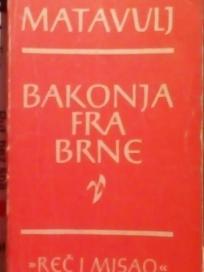 MATAVULJ
BAKONJA
FRA
BRNE
»REČ I MISAO«